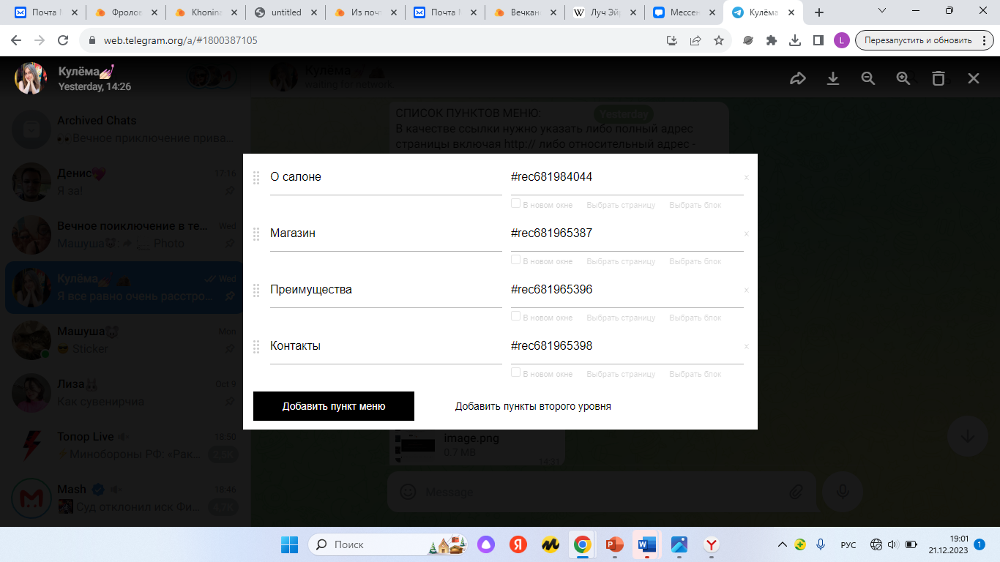 Почта М
Фролов
Khonina
untitled
Из почт
Почта М
Вечкан
Луч Эйр
Мессен
Кулёма
web.telegram.org/a/#1800387105
L
Перезапустить и обновить
Кулёма💅
Yesterday, 14:26
Кулёма
waiting for network
Archived Chats
👀Вечное приключение прива...
Денис💖 17:16
Я за!
Вечное поиключение в те... Wed
Машуша🐭: Photo
Кулёма💅 Wed
Я все равно очень расстро...
Машуша🐭 Mon
😎 Sticker
Лиза Oct 9
Как сувенирчиа
Topor Live 18:50
⚡Минобороны РФ: «Рак...
Mash 18:46
Суд отклонил иск Фи...
СПИСОК ПУНКТОВ МЕНЮ:
Yesterday
В качестве ссылки нужно указать либо полный адрес
страницы включая http:// либо относительный адрес -
О салоне #rec681984044 x
В новом окне Выбрать страницу Выбрать блок
Магазин #rec681965387 x
В новом окне Выбрать страницу Выбрать блок
Преимущества #rec681965396 x
В новом окне Выбрать страницу Выбрать блок
Контакты #rec681965398 x
В новом окне Выбрать страницу Выбрать блок
Добавить пункт меню Добавить пункты второго уровня
image.png
0.7 MB
14:21
Message
Поиск
Я
РУС
19:01
21.12.2023
1